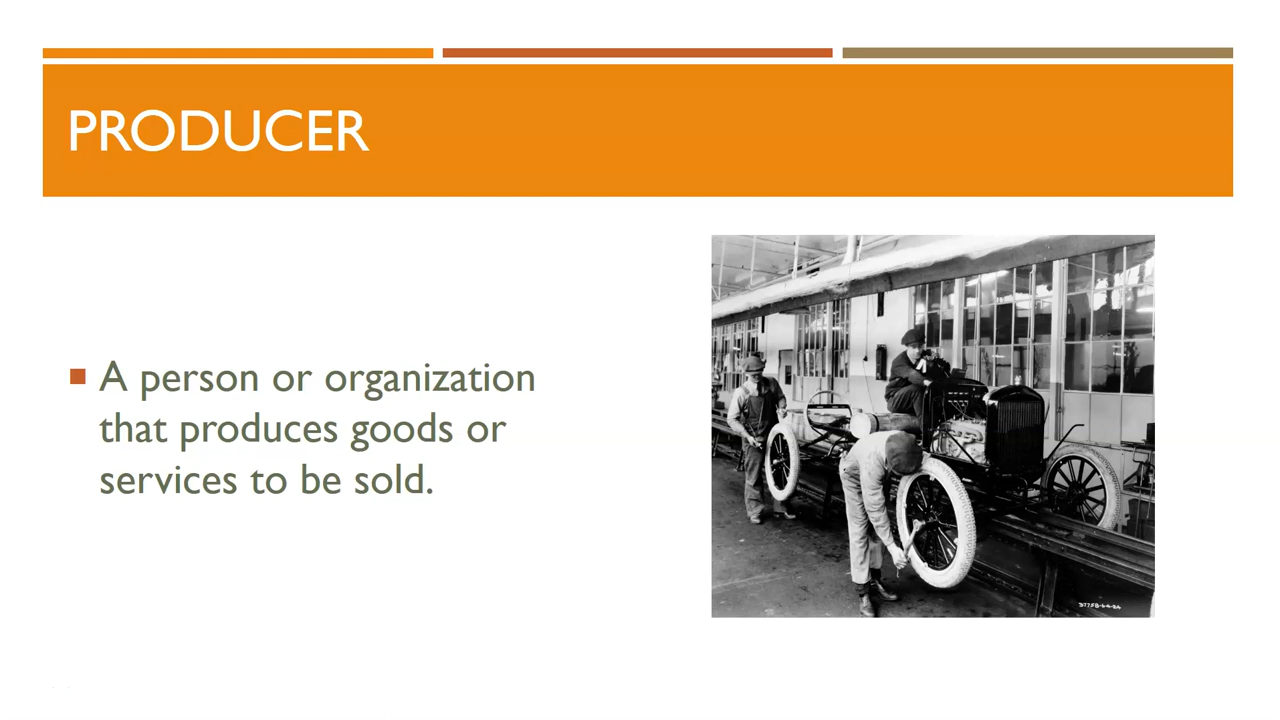 PRODUCER
A person or organization
that produces goods or
services to be sold.